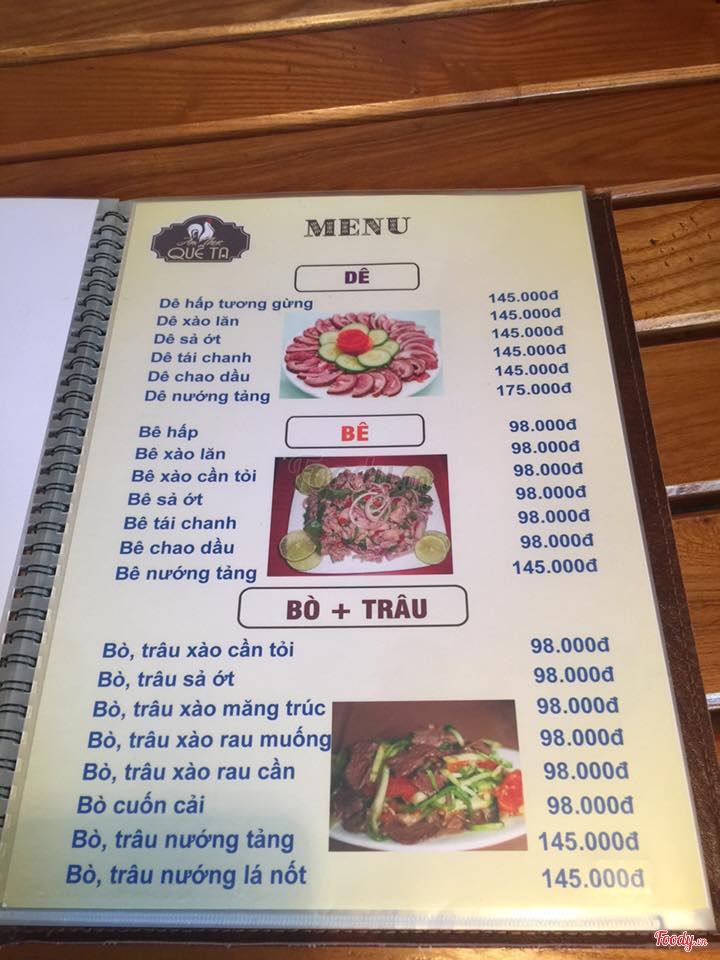 QUÊ TA
MENU
DÊ
Dê hấp tương gừng 145.000đ
Dê xào lăn 145.000đ
Dê sả ớt 145.000đ
Dê tái chanh 145.000đ
Dê chao dầu 145.000đ
Dê nướng tảng 175.000đ
BÊ
Bê hấp 98.000đ
Bê xào lăn 98.000đ
Bê xào cần tỏi 98.000đ
Bê sả ớt 98.000đ
Bê tái chanh 98.000đ
Bê chao dầu 98.000đ
Bê nướng tảng 145.000đ
BÒ + TRÂU
Bò, trâu xào cần tỏi 98.000đ
Bò, trâu sả ớt 98.000đ
Bò, trâu xào măng trúc 98.000đ
Bò, trâu xào rau muống 98.000đ
Bò, trâu xào rau cần 98.000đ
Bò cuốn cải 98.000đ
Bò, trâu nướng tảng 145.000đ
Bò, trâu nướng lá nốt 145.000đ
Foody.vn